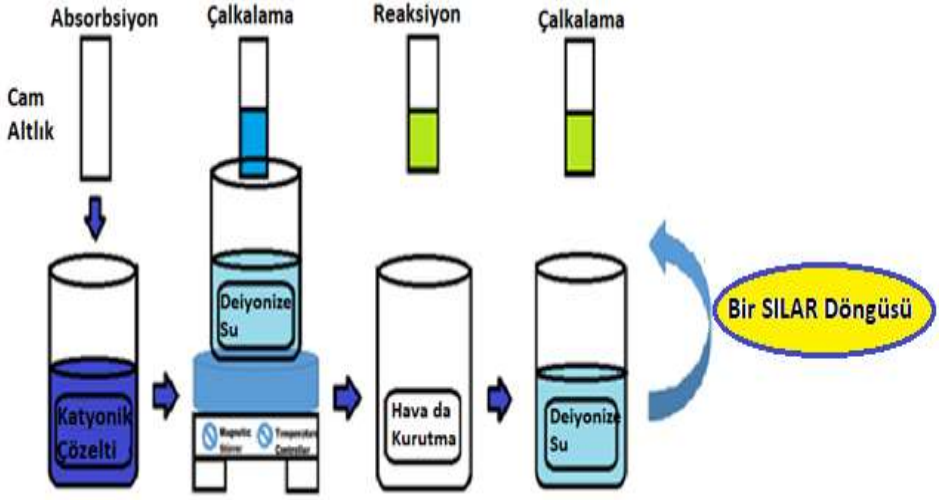 Absorbsiyon
Çalkalama
Reaksiyon
Çalkalama
Cam
Altlık
Katyonik
Çözelti
Deiyonize
Su
Magnetic
Stirrer
Temperature
Controller
Hava da
Kurutma
Deiyonize
Su
Bir SILAR Döngüsü